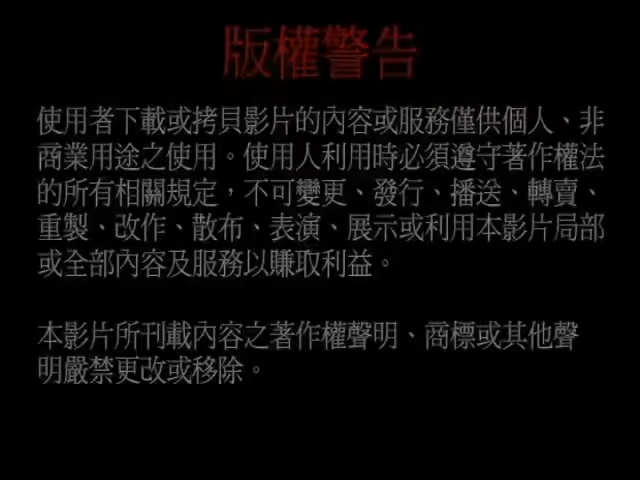 版權警告
使用者下載或拷貝影片的內容或服務僅供個人、非
商業用途之使用。使用人利用時必須遵守著作權法
的所有相關規定，不可變更、發行、播送、轉賣、
重製、改作、散布、表演、展示或利用本影片局部
或全部內容及服務以賺取利益。
本影片所刊載內容之著作權聲明、商標或其他聲
明嚴禁更改或移除。